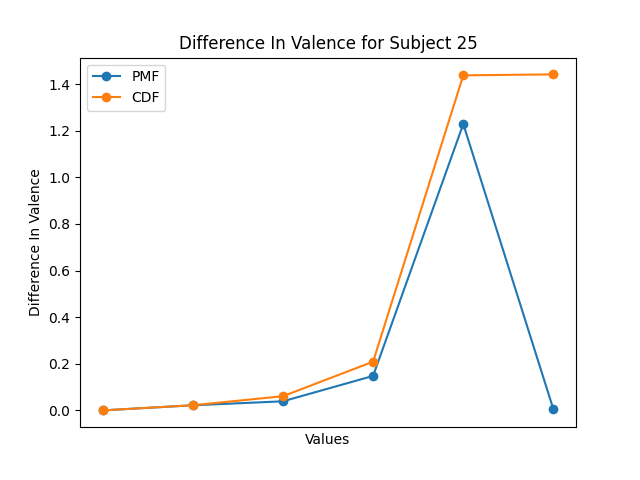 Difference In Valence for Subject 25
PMF
CDF
1.4
1.2
1.0
0.8
0.6
0.4
0.2
0.0
Difference In Valence
Values